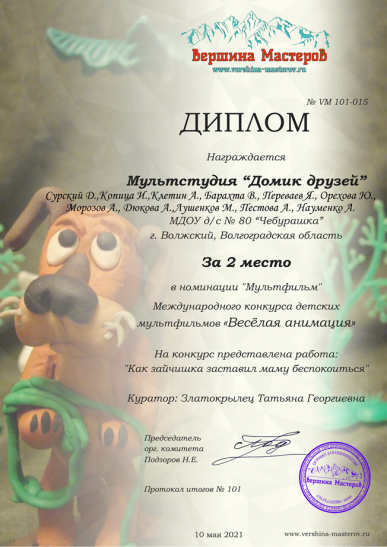 Вершина Мастеров
www.vershina-masterov.ru
№ VM 101-015
ДИПЛОМ
Награждается
Мультстудия “Домик друзей”
Сурский Д.,Копица И.,Клетин А., Барахта В., Переваев Я., Орехова Ю.,
Морозов А., Дюкова А.,Лушенков М., Пестова А., Науменко А.
МДОУ д/с № 80 “Чебурашка”
г. Волжский, Волгоградская область
За 2 место
в номинации "Мультфильм"
Международного конкурса детских
мультфильмов «Весёлая анимация»
На конкурс представлена работа:
"Как зайчишка заставил маму беспокоиться"
Куратор: Златокрылец Татьяна Георгиевна
Председатель
орг. комитета
Подзоров Н.Е.
Вершина Мастеров
Протокол итогов № 101
10 мая 2021
www.vershina-masterov.ru